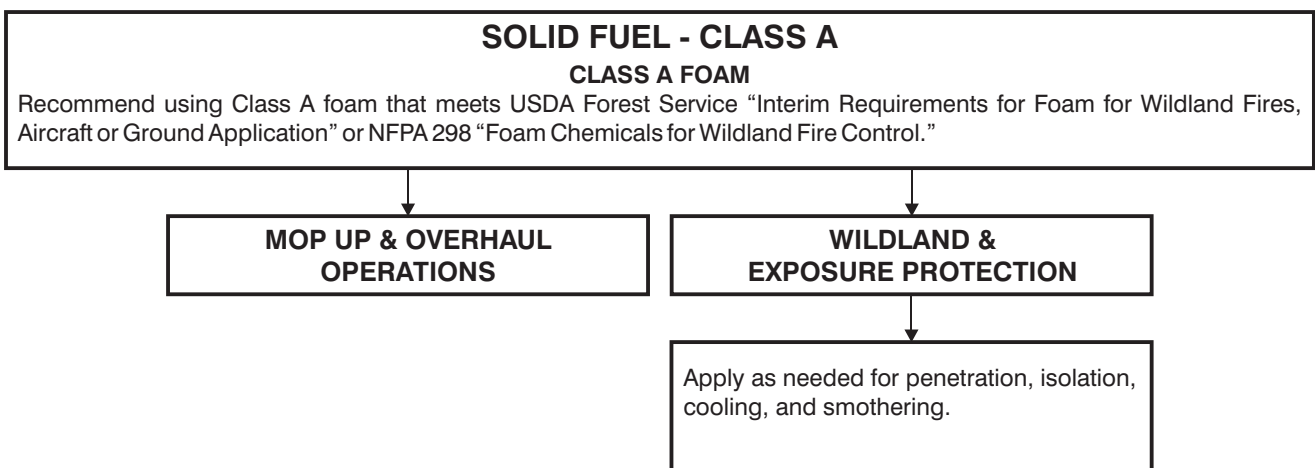 SOLID FUEL - CLASS A
CLASS A FOAM
Recommend using Class A foam that meets USDA Forest Service “Interim Requirements for Foam for Wildland Fires,
Aircraft or Ground Application” or NFPA 298 “Foam Chemicals for Wildland Fire Control.”
MOP UP & OVERHAUL
OPERATIONS
WILDLAND &
EXPOSURE PROTECTION
Apply as needed for penetration, isolation,
cooling, and smothering.